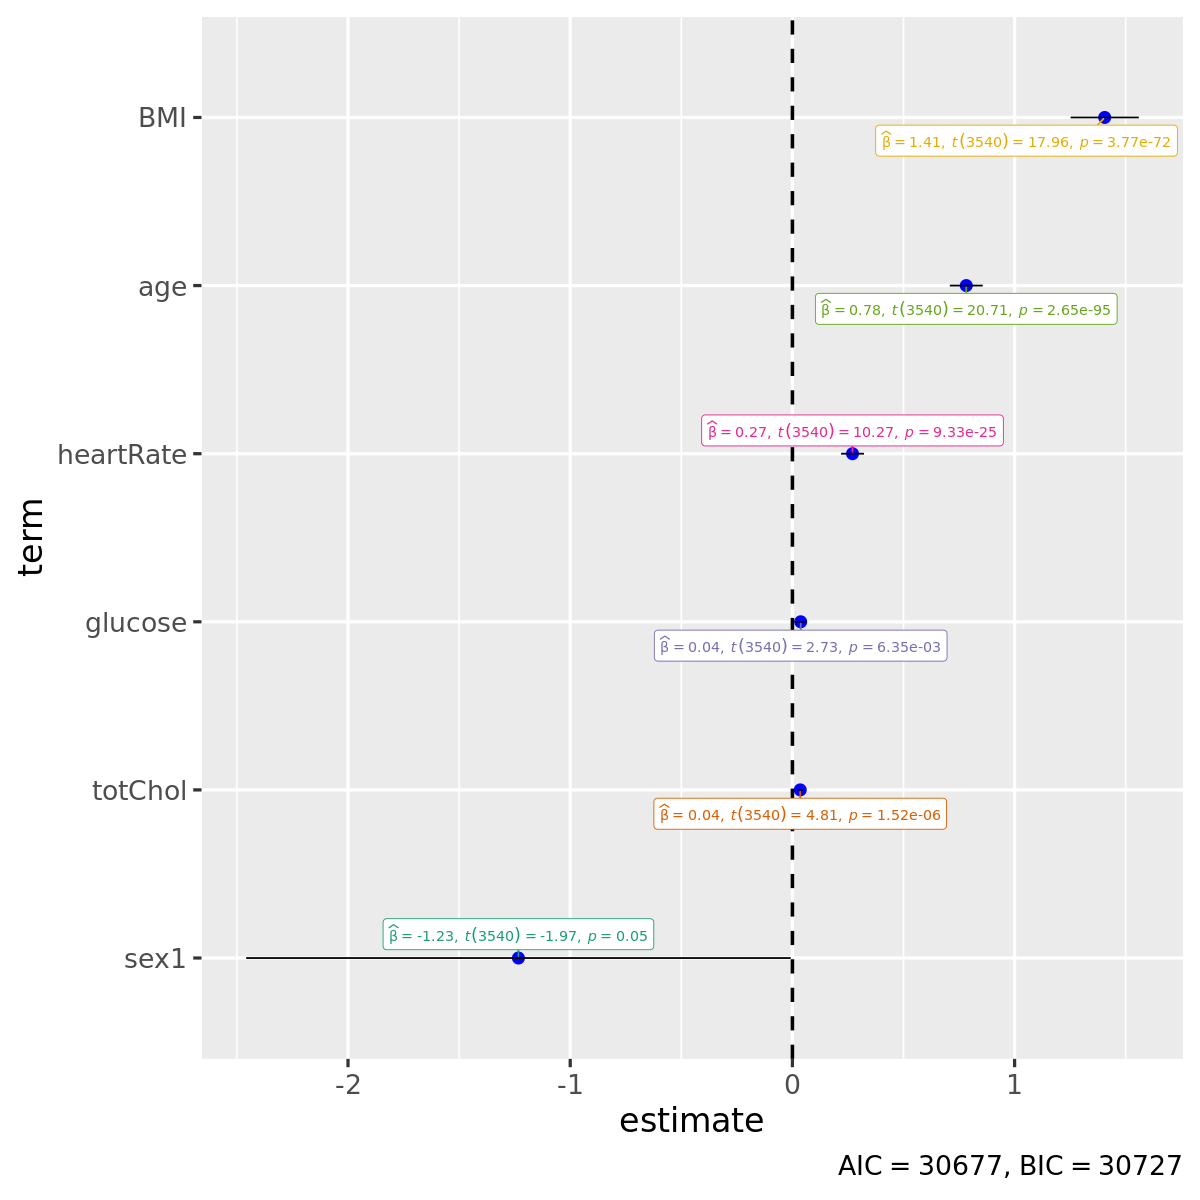 BMI
β̂ = 1.41, t(3540) = 17.96, p = 3.77e-72
age
β̂ = 0.78, t(3540) = 20.71, p = 2.65e-95
β̂ = 0.27, t(3540) = 10.27, p = 9.33e-25
heartRate
term
glucose
β̂ = 0.04, t(3540) = 2.73, p = 6.35e-03
totChol
β̂ = 0.04, t(3540) = 4.81, p = 1.52e-06
β̂ = -1.23, t(3540) = -1.97, p = 0.05
sex1
-2 -1 0 1
estimate
AIC = 30677, BIC = 30727